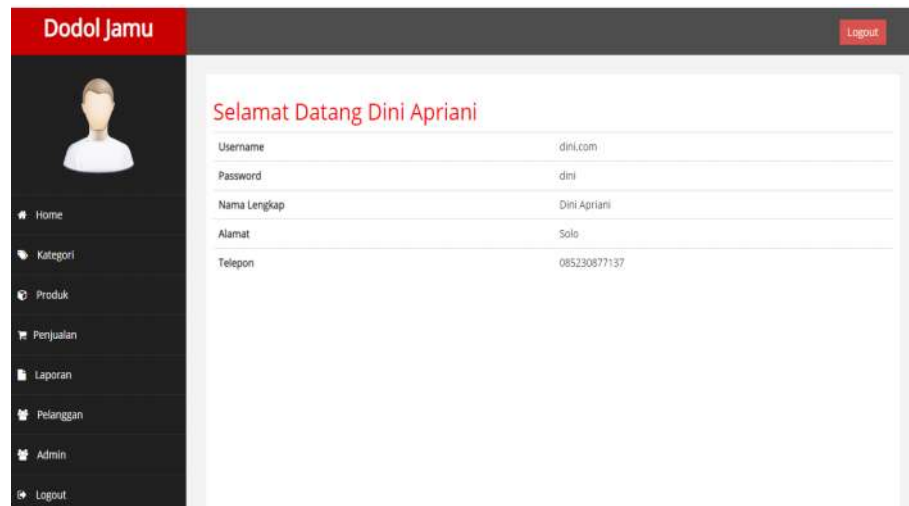 Dodol Jamu
Logout
Selamat Datang Dini Apriani
Username dini.com
Password dini
Nama Lengkap Dini Apriani
Alamat Solo
Telepon 085230877137
Home
Kategori
Produk
Penjualan
Laporan
Pelanggan
Admin
Logout